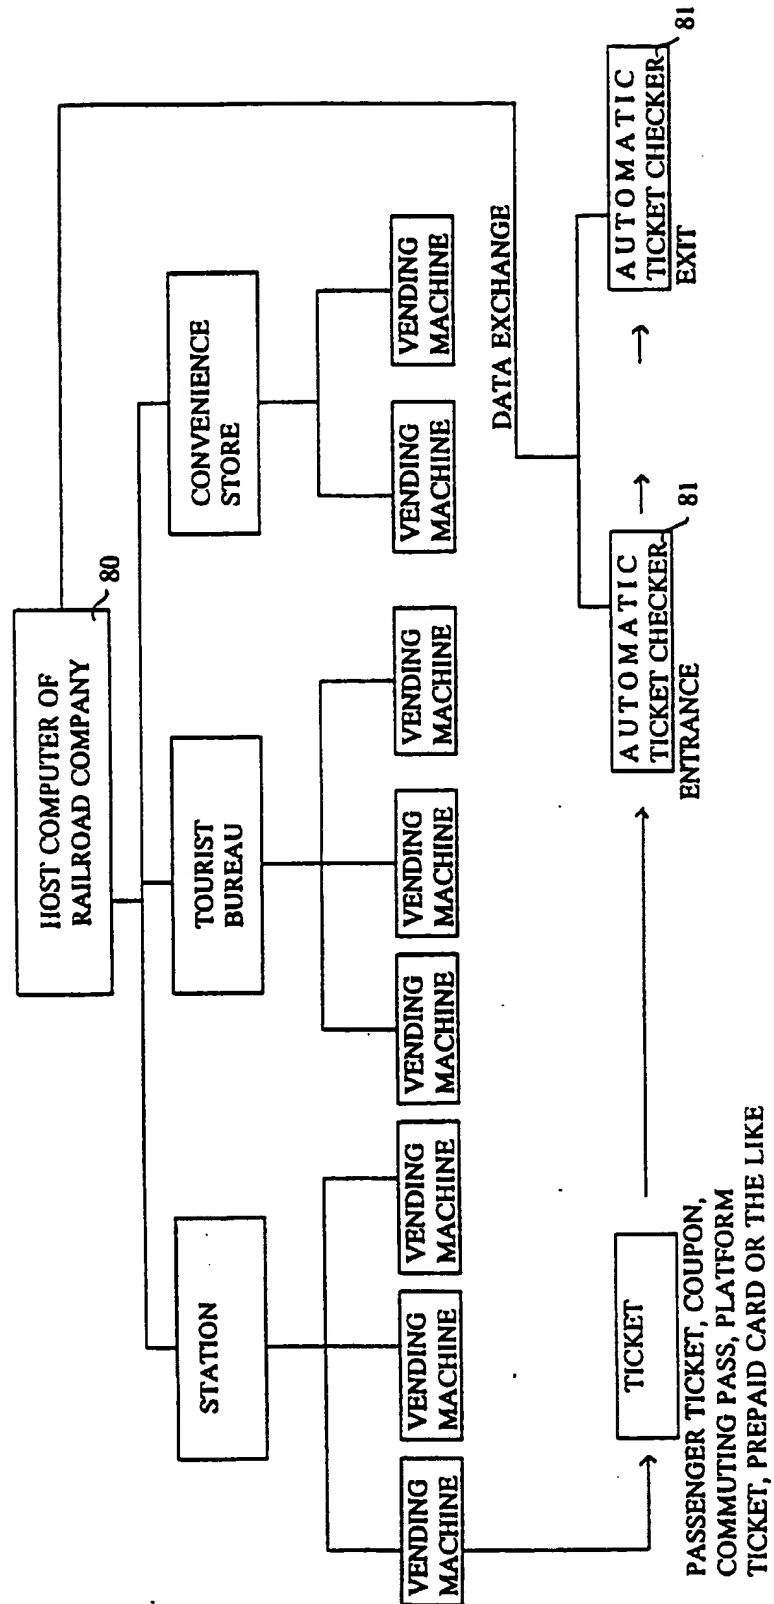 HOST COMPUTER OF
RAILROAD COMPANY
80
STATION
TOURIST
BUREAU
CONVENIENCE
STORE
VENDING
MACHINE
VENDING
MACHINE
VENDING
MACHINE
VENDING
MACHINE
VENDING
MACHINE
VENDING
MACHINE
VENDING
MACHINE
VENDING
MACHINE
DATA EXCHANGE
TICKET
PASSENGER TICKET, COUPON,
COMMUTING PASS, PLATFORM
TICKET, PREPAID CARD OR THE LIKE
AUTOMATIC
TICKET CHECKER
81
ENTRANCE
AUTOMATIC
TICKET CHECKER
81
EXIT